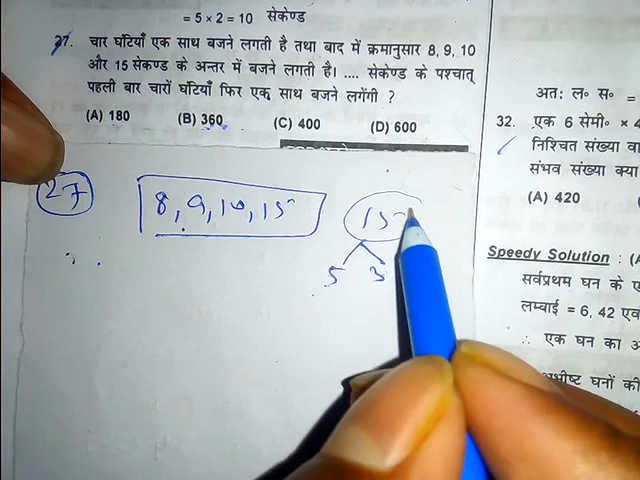 = 5 × 2 = 10 सेकेण्ड
27. चार घंटियाँ एक साथ बजने लगती है तथा बाद में क्रमानुसार 8, 9, 10
और 15 सेकण्ड के अन्तर में बजने लगती है। .... सेकेण्ड के पश्चात्
पहली बार चारों घंटियाँ फिर एक साथ बजने लगेंगी ?
(A) 180 (B) 360 (C) 400 (D) 600
27 8, 9, 10, 15 15
5 3
अतः ल० स० =
32. एक 6 सेमी० × 4
निश्चित संख्या वा
संभव संख्या क्या
(A) 420
Speedy Solution : (A
सर्वप्रथम घन के ए
लम्बाई = 6, 42 एवं
∴ एक घन का अ
अभीष्ट घनों की